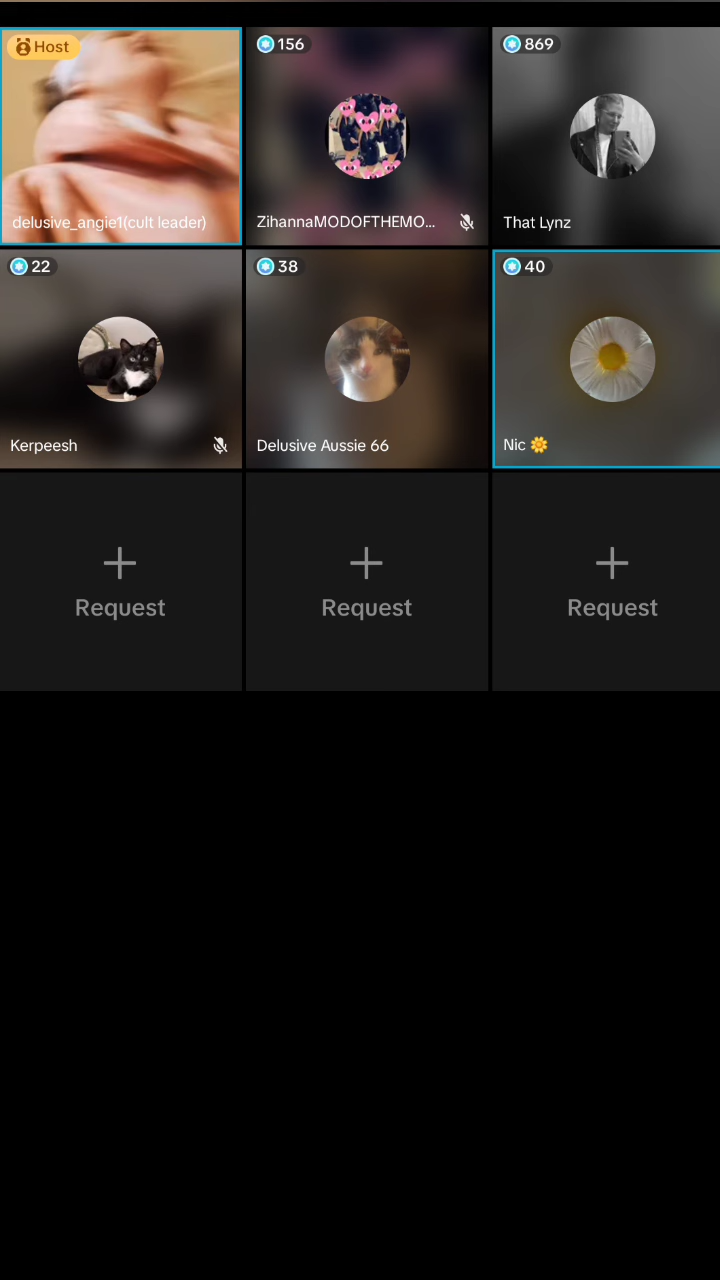 Host
156
869
delusive_angie1(cult leader)
ZihannaMODOFTHEMO...
That Lynz
22
38
40
Kerpeesh
Delusive Aussie 66
Nic 🌼
Request
Request
Request